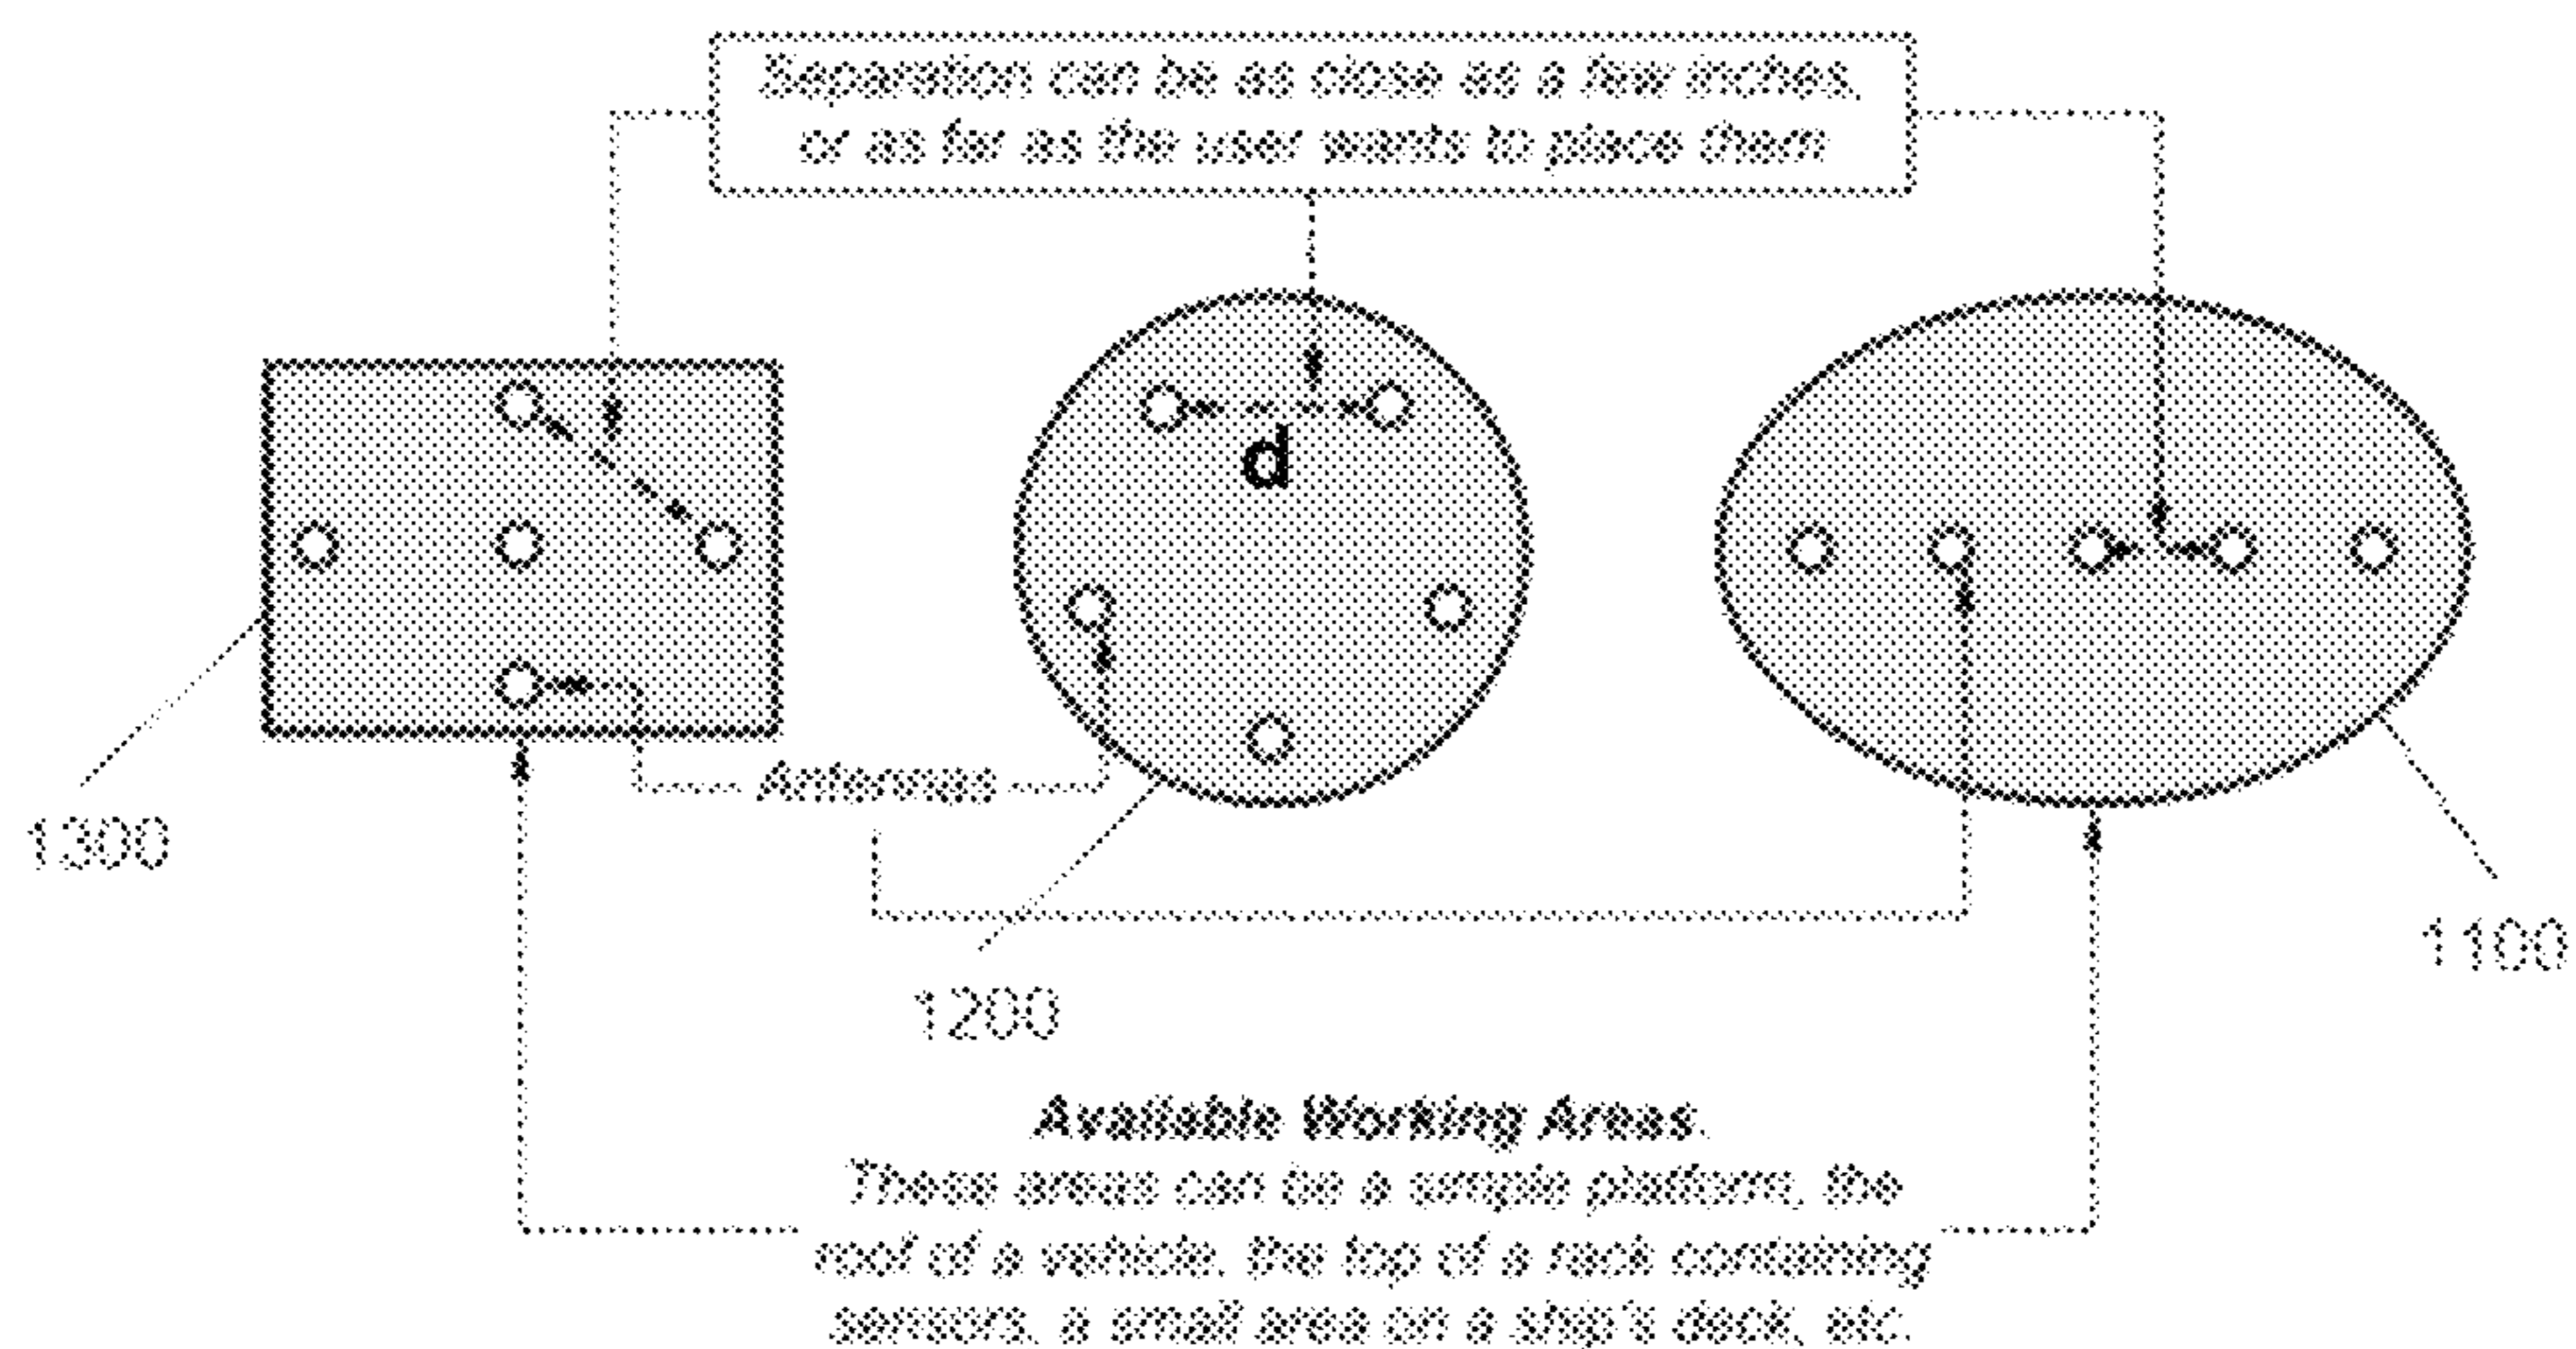 Separation can be as close as a few inches,
or as far as the user wants to place them
d
Antennas
1300
1200
1100
Available Working Areas.
These areas can be a simple platform, the
roof of a vehicle, the top of a rack containing
sensors, a small area on a ship's deck, etc.